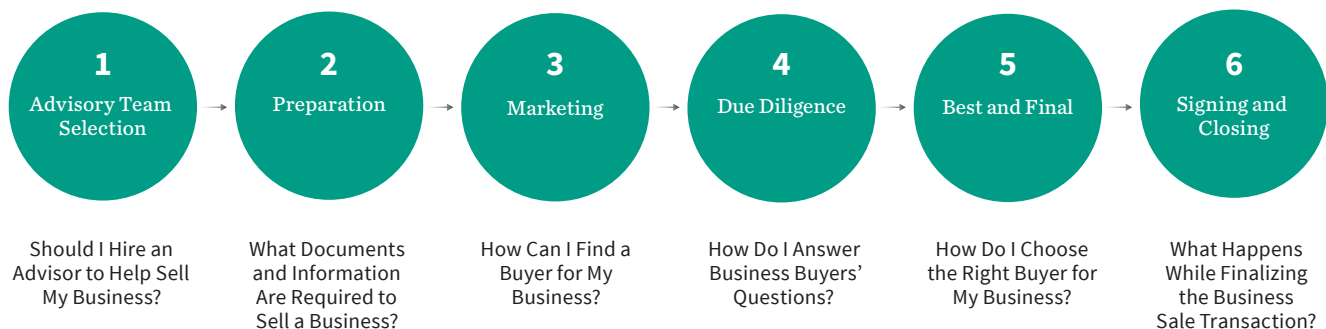 1
Advisory Team
Selection
2
Preparation
3
Marketing
4
Due Diligence
5
Best and Final
6
Signing and
Closing
Should I Hire an
Advisor to Help Sell
My Business?
What Documents
and Information
Are Required to
Sell a Business?
How Can I Find a
Buyer for My
Business?
How Do I Answer
Business Buyers’
Questions?
How Do I Choose
the Right Buyer for
My Business?
What Happens
While Finalizing
the Business
Sale Transaction?